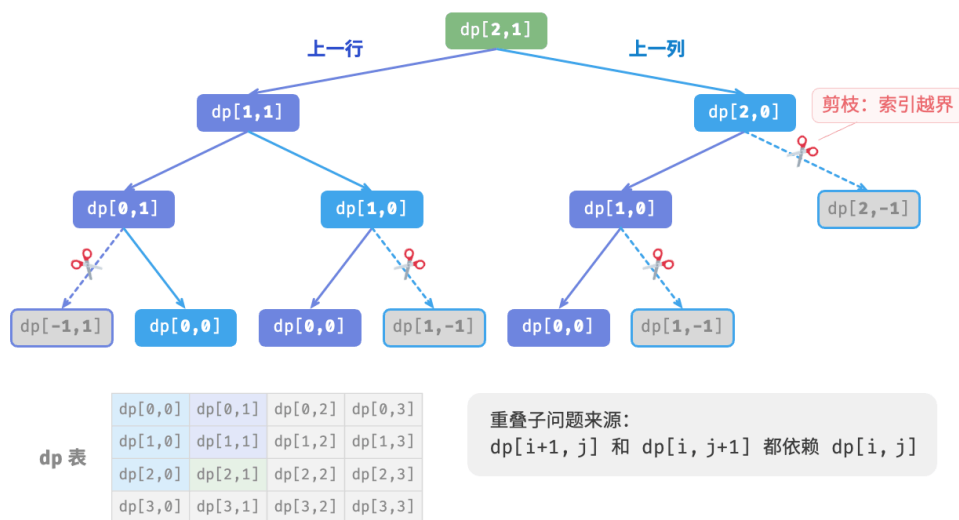 dp[2,1]
上一行
上一列
dp[1,1]
dp[2,0]
剪枝：索引越界
dp[0,1]
dp[1,0]
dp[1,0]
dp[2,-1]
dp[-1,1]
dp[0,0]
dp[0,0]
dp[1,-1]
dp[0,0]
dp[1,-1]
dp 表
dp[0,0] dp[0,1] dp[0,2] dp[0,3]
dp[1,0] dp[1,1] dp[1,2] dp[1,3]
dp[2,0] dp[2,1] dp[2,2] dp[2,3]
dp[3,0] dp[3,1] dp[3,2] dp[3,3]
重叠子问题来源：
dp[i+1, j] 和 dp[i, j+1] 都依赖 dp[i, j]